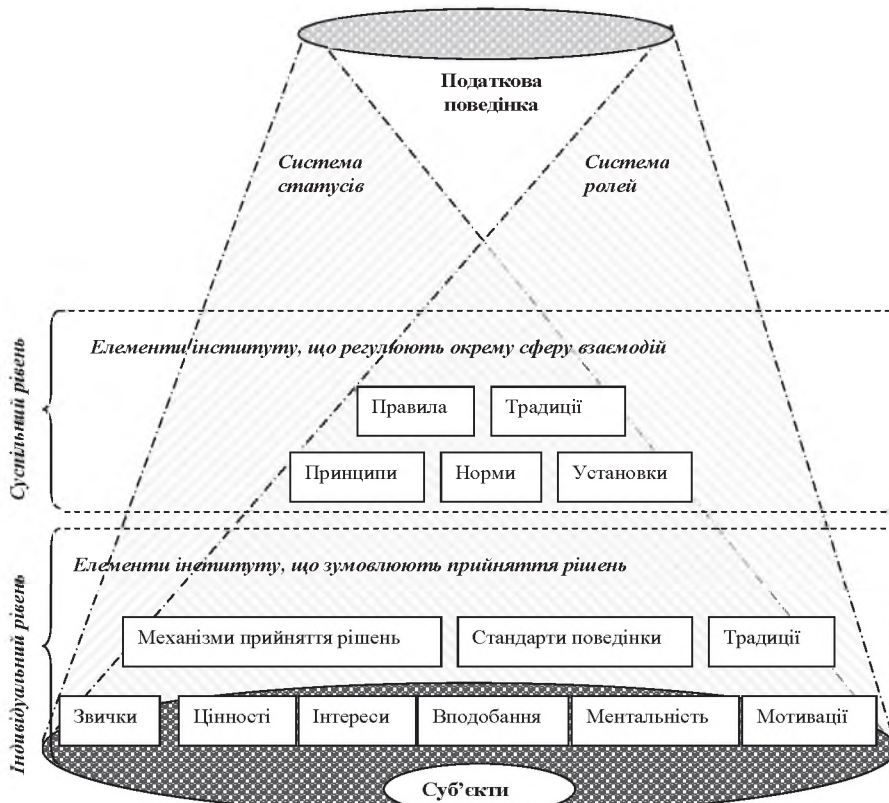 Податкова
поведінка
Система
статусів
Система
ролей
Суспільний рівень
Елементи інституту, що регулюють окрему сферу взаємодій
Правила
Традиції
Принципи
Норми
Установки
Індивідуальний рівень
Елементи інституту, що зумовлюють прийняття рішень
Механізми прийняття рішень
Стандарти поведінки
Традиції
Звички
Цінності
Інтереси
Вподобання
Ментальність
Мотивації
Суб’єкти